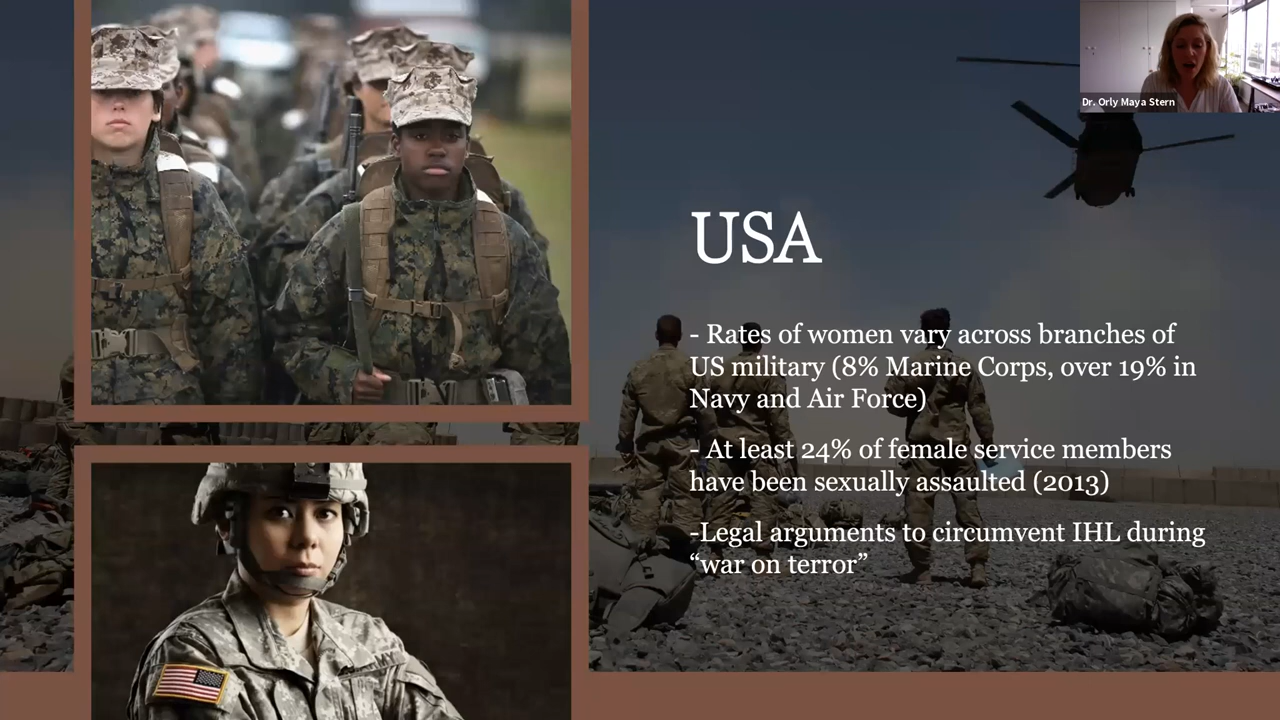 Dr. Orly Maya Stern
USA
- Rates of women vary across branches of
US military (8% Marine Corps, over 19% in
Navy and Air Force)
- At least 24% of female service members
have been sexually assaulted (2013)
-Legal arguments to circumvent IHL during
“war on terror”